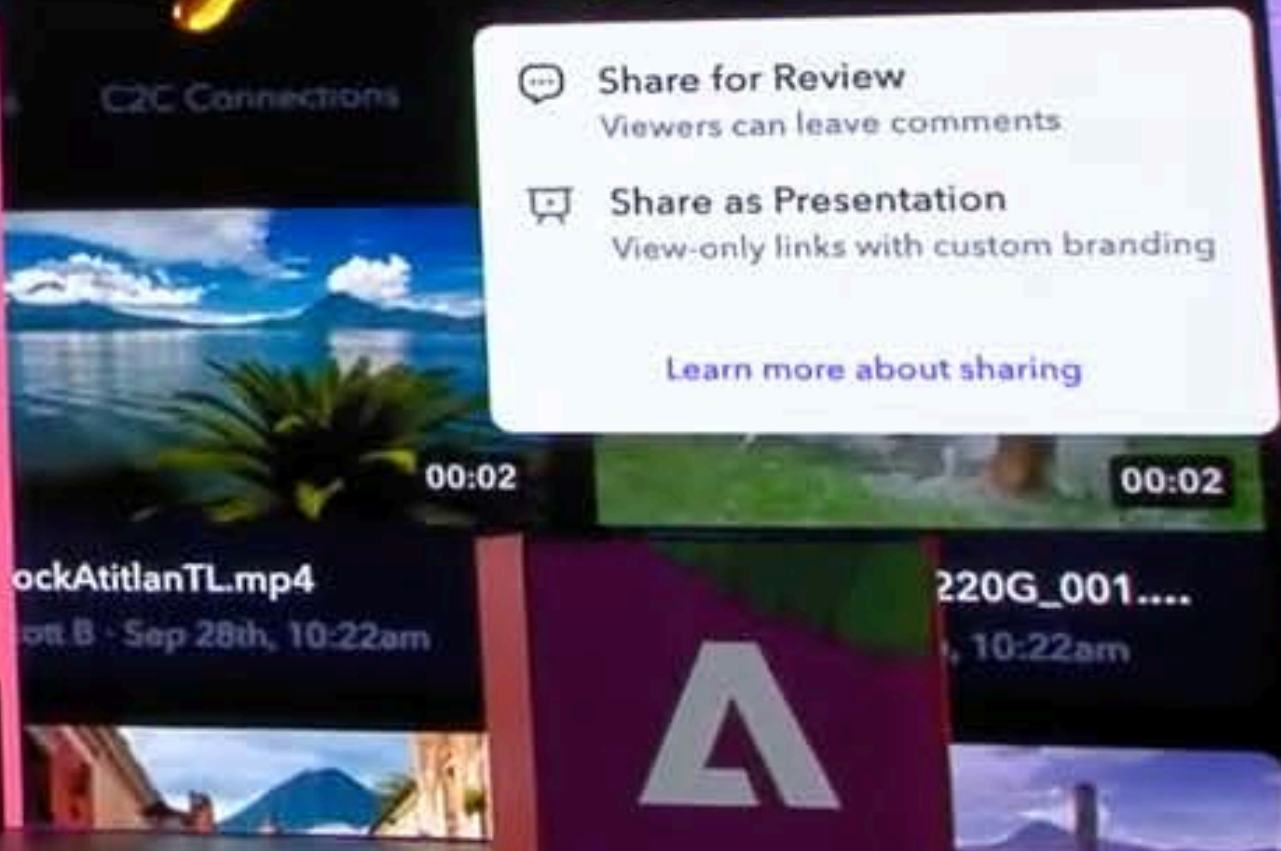 C2C Connections
Share for Review
Viewers can leave comments
Share as Presentation
View-only links with custom branding
Learn more about sharing
00:02
00:02
ockAtitlanTL.mp4
ott B · Sep 28th, 10:22am
220G_001....
, 10:22am